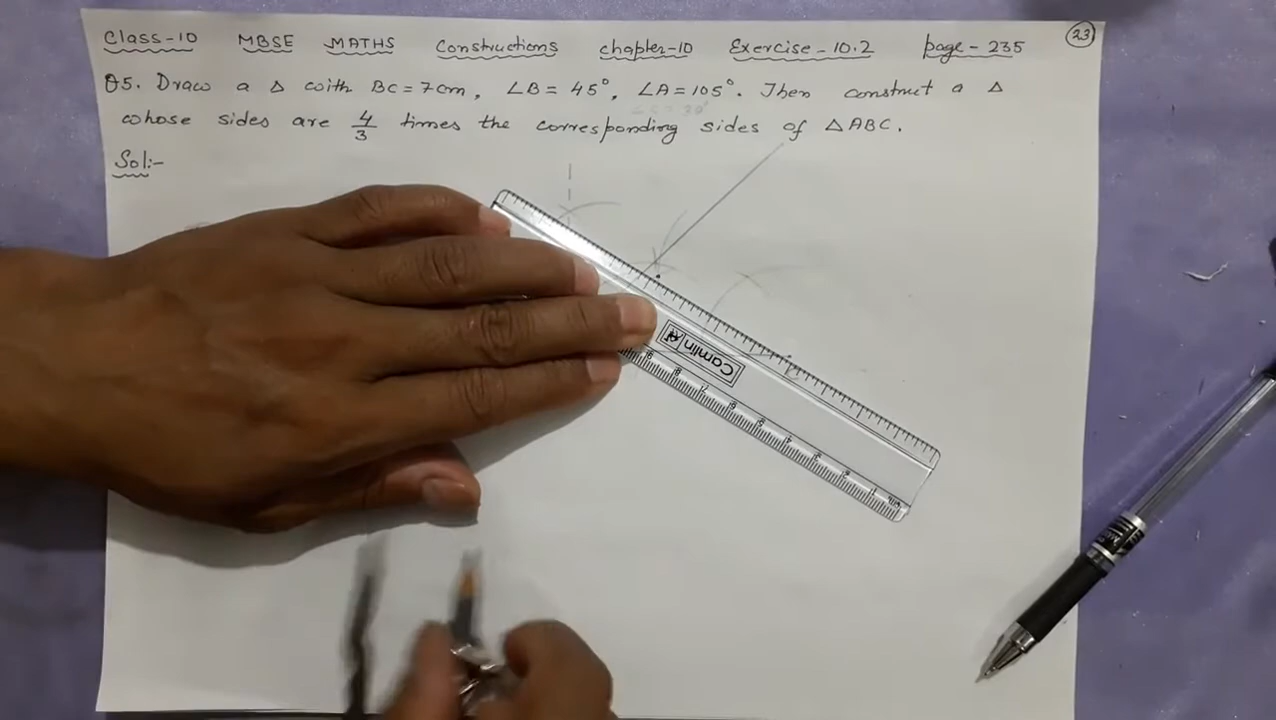 Class-10 MBSE MATHS Constructions chapter-10 Exercise-10.2 page-235 23
Q5. Draw a Δ with BC = 7cm, ∠B = 45°, ∠A = 105°. Then construct a Δ
whose sides are 4/3 times the corresponding sides of ΔABC.
Sol:-
Camlin